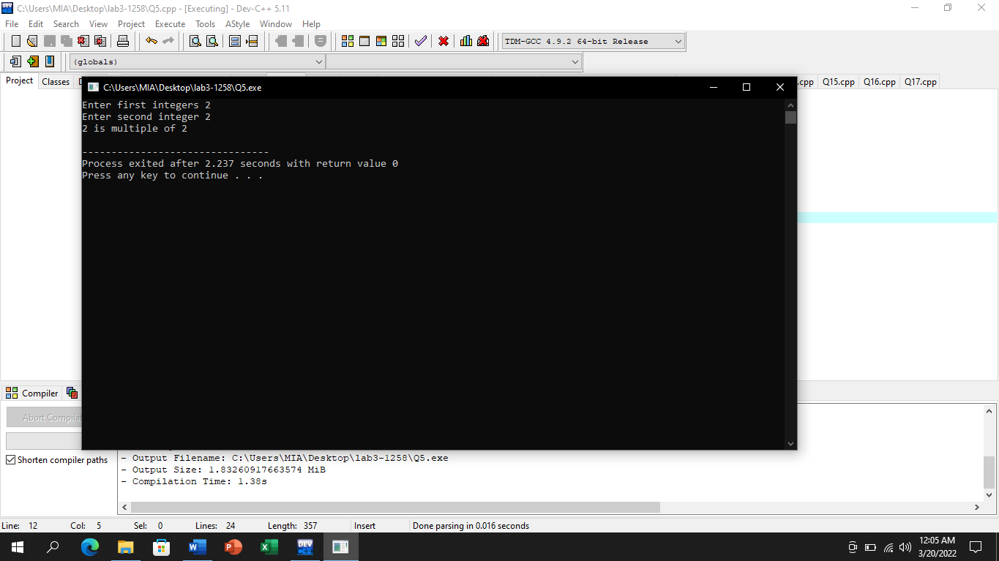 C:\Users\MIA\Desktop\lab3-1258\Q5.cpp - [Executing] - Dev-C++ 5.11
File Edit Search View Project Execute Tools AStyle Window Help
TDM-GCC 4.9.2 64-bit Release
(globals)
Project Classes D .cpp Q15.cpp Q16.cpp Q17.cpp
C:\Users\MIA\Desktop\lab3-1258\Q5.exe
Enter first integers 2
Enter second integer 2
2 is multiple of 2
--------------------------------
Process exited after 2.237 seconds with return value 0
Press any key to continue . . .
Compiler
Abort Compilat
Shorten compiler paths
- Output Filename: C:\Users\MIA\Desktop\lab3-1258\Q5.exe
- Output Size: 1.83260917663574 MiB
- Compilation Time: 1.38s
Line: 12 Col: 5 Sel: 0 Lines: 24 Length: 357 Insert Done parsing in 0.016 seconds
DEV C++
12:05 AM
3/20/2022